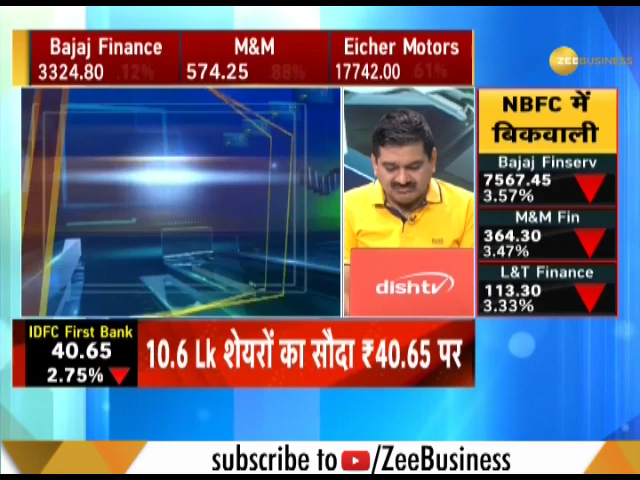 Bajaj Finance
3324.80
M&M
574.25
.88%
Eicher Motors
17742.00
61%
ZEEBUSINESS
NBFC में
बिकवाली
Bajaj Finserv
7567.45
3.57%
M&M Fin
364.30
3.47%
L&T Finance
113.30
3.33%
dishtv
IDFC First Bank
40.65
2.75%
10.6 Lk शेयरों का सौदा ₹40.65 पर
subscribe to /ZeeBusiness